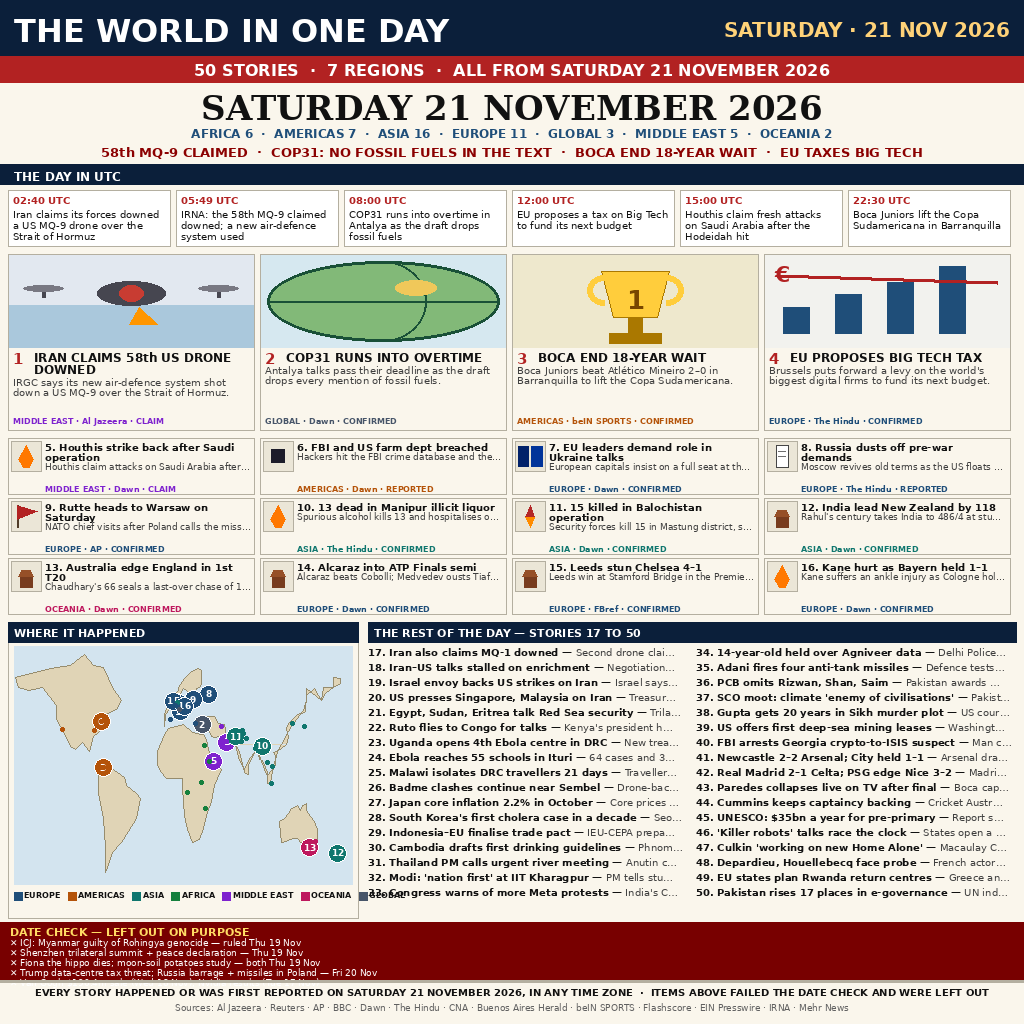 THE WORLD IN ONE DAY
SATURDAY · 21 NOV 2026
50 STORIES · 7 REGIONS · ALL FROM SATURDAY 21 NOVEMBER 2026
SATURDAY 21 NOVEMBER 2026
AFRICA 6 · AMERICAS 7 · ASIA 16 · EUROPE 11 · GLOBAL 3 · MIDDLE EAST 5 · OCEANIA 2
58th MQ-9 CLAIMED · COP31: NO FOSSIL FUELS IN THE TEXT · BOCA END 18-YEAR WAIT · EU TAXES BIG TECH
THE DAY IN UTC
02:40 UTC
Iran claims its forces downed
a US MQ-9 drone over the
Strait of Hormuz
05:49 UTC
IRNA: the 58th MQ-9 claimed
downed; a new air-defence
system used
08:00 UTC
COP31 runs into overtime in
Antalya as the draft drops
fossil fuels
12:00 UTC
EU proposes a tax on Big Tech
to fund its next budget
15:00 UTC
Houthis claim fresh attacks
on Saudi Arabia after the
Hodeidah hit
22:30 UTC
Boca Juniors lift the Copa
Sudamericana in Barranquilla
1
€
1 IRAN CLAIMS 58th US DRONE
DOWNED
IRGC says its new air-defence system shot
down a US MQ-9 over the Strait of Hormuz.
MIDDLE EAST · Al Jazeera · CLAIM
2 COP31 RUNS INTO OVERTIME
Antalya talks pass their deadline as the draft
drops every mention of fossil fuels.
GLOBAL · Dawn · CONFIRMED
3 BOCA END 18-YEAR WAIT
Boca Juniors beat Atlético Mineiro 2–0 in
Barranquilla to lift the Copa Sudamericana.
AMERICAS · beIN SPORTS · CONFIRMED
4 EU PROPOSES BIG TECH TAX
Brussels put forward a levy on the world's
biggest digital firms to fund its next budget.
EUROPE · The Hindu · CONFIRMED
5. Houthis strike back after Saudi
operation
Houthis claim attacks on Saudi Arabia after...
MIDDLE EAST · Dawn · CLAIM
6. FBI and US farm dept breached
Hackers hit the FBI crime database and the...
AMERICAS · Dawn · REPORTED
7. EU leaders demand role in
Ukraine talks
European capitals insist on a full seat at th...
EUROPE · Dawn · CONFIRMED
8. Russia dusts off pre-war
demands
Moscow revives old terms as the US floats ...
EUROPE · The Hindu · REPORTED
9. Rutte heads to Warsaw on
Saturday
NATO chief visits after Poland calls the miss...
EUROPE · AP · CONFIRMED
10. 13 dead in Manipur illicit liquor
Spurious alcohol kills 13 and hospitalises o...
ASIA · The Hindu · CONFIRMED
11. 15 killed in Balochistan
operation
Security forces kill 15 in Mastung district, s...
ASIA · Dawn · CONFIRMED
12. India lead New Zealand by 118
Rahul's century takes India to 486/4 at stu...
ASIA · Dawn · CONFIRMED
13. Australia edge England in 1st
T20
Chaudhary's 66 seals a last-over chase of 1...
OCEANIA · Dawn · CONFIRMED
14. Alcaraz into ATP Finals semi
Alcaraz beats Cobolli; Medvedev ousts Tiaf...
EUROPE · Dawn · CONFIRMED
15. Leeds stun Chelsea 4–1
Leeds win at Stamford Bridge in the Premie...
EUROPE · FBref · CONFIRMED
16. Kane hurt as Bayern held 1–1
Kane suffers an ankle injury as Cologne hol...
EUROPE · Dawn · CONFIRMED
WHERE IT HAPPENED
9
8
16
2
11
10
5
13
12
EUROPE AMERICAS ASIA AFRICA MIDDLE EAST OCEANIA GLOBAL
THE REST OF THE DAY — STORIES 17 TO 50
17. Iran also claims MQ-1 downed — Second drone clai...
18. Iran–US talks stalled on enrichment — Negotiation...
19. Israel envoy backs US strikes on Iran — Israel says...
20. US presses Singapore, Malaysia on Iran — Treasur...
21. Egypt, Sudan, Eritrea talk Red Sea security — Trila...
22. Ruto flies to Congo for talks — Kenya's president h...
23. Uganda opens 4th Ebola centre in DRC — New trea...
24. Ebola reaches 55 schools in Ituri — 64 cases and 3...
25. Malawi isolates DRC travellers 21 days — Traveller...
26. Badme clashes continue near Sembel — Drone-bac...
27. Japan core inflation 2.2% in October — Core prices ...
28. South Korea's first cholera case in a decade — Seo...
29. Indonesia–EU finalise trade pact — IEU-CEPA prepa...
30. Cambodia drafts first drinking guidelines — Phnom...
31. Thailand PM calls urgent river meeting — Anutin c...
32. Modi: 'nation first' at IIT Kharagpur — PM tells stu...
33. Congress warns of more Meta protests — India's C...
34. 14-year-old held over Agniveer data — Delhi Police...
35. Adani fires four anti-tank missiles — Defence tests...
36. PCB omits Rizwan, Shan, Saim — Pakistan awards ...
37. SCO moot: climate 'enemy of civilisations' — Pakist...
38. Gupta gets 20 years in Sikh murder plot — US cour...
39. US offers first deep-sea mining leases — Washingt...
40. FBI arrests Georgia crypto-to-ISIS suspect — Man c...
41. Newcastle 2–2 Arsenal; City held 1–1 — Arsenal dra...
42. Real Madrid 2–1 Celta; PSG edge Nice 3–2 — Madri...
43. Paredes collapses live on TV after final — Boca cap...
44. Cummins keeps captaincy backing — Cricket Austr...
45. UNESCO: $35bn a year for pre-primary — Report s...
46. 'Killer robots' talks race the clock — States open a ...
47. Culkin 'working on new Home Alone' — Macaulay C...
48. Depardieu, Houellebecq face probe — French actor...
49. EU states plan Rwanda return centres — Greece an...
50. Pakistan rises 17 places in e-governance — UN ind...
DATE CHECK — LEFT OUT ON PURPOSE
× ICJ: Myanmar guilty of Rohingya genocide — ruled Thu 19 Nov
× Shenzhen trilateral summit + peace declaration — Thu 19 Nov
× Fiona the hippo dies; moon-soil potatoes study — both Thu 19 Nov
× Trump data-centre tax threat; Russia barrage + missiles in Poland — Fri 20 Nov
EVERY STORY HAPPENED OR WAS FIRST REPORTED ON SATURDAY 21 NOVEMBER 2026, IN ANY TIME ZONE · ITEMS ABOVE FAILED THE DATE CHECK AND WERE LEFT OUT
Sources: Al Jazeera · Reuters · AP · BBC · Dawn · The Hindu · CNA · Buenos Aires Herald · beIN SPORTS · Flashscore · EIN Presswire · IRNA · Mehr News